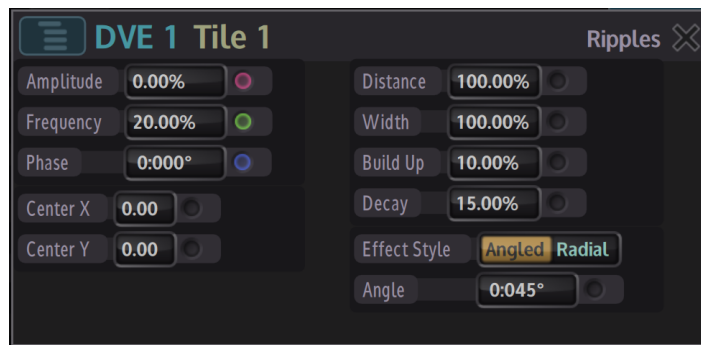 DVE 1 Tile 1
Ripples
Amplitude 0.00%
Frequency 20.00%
Phase 0:000°
Center X 0.00
Center Y 0.00
Distance 100.00%
Width 100.00%
Build Up 10.00%
Decay 15.00%
Effect Style Angled Radial
Angle 0:045°